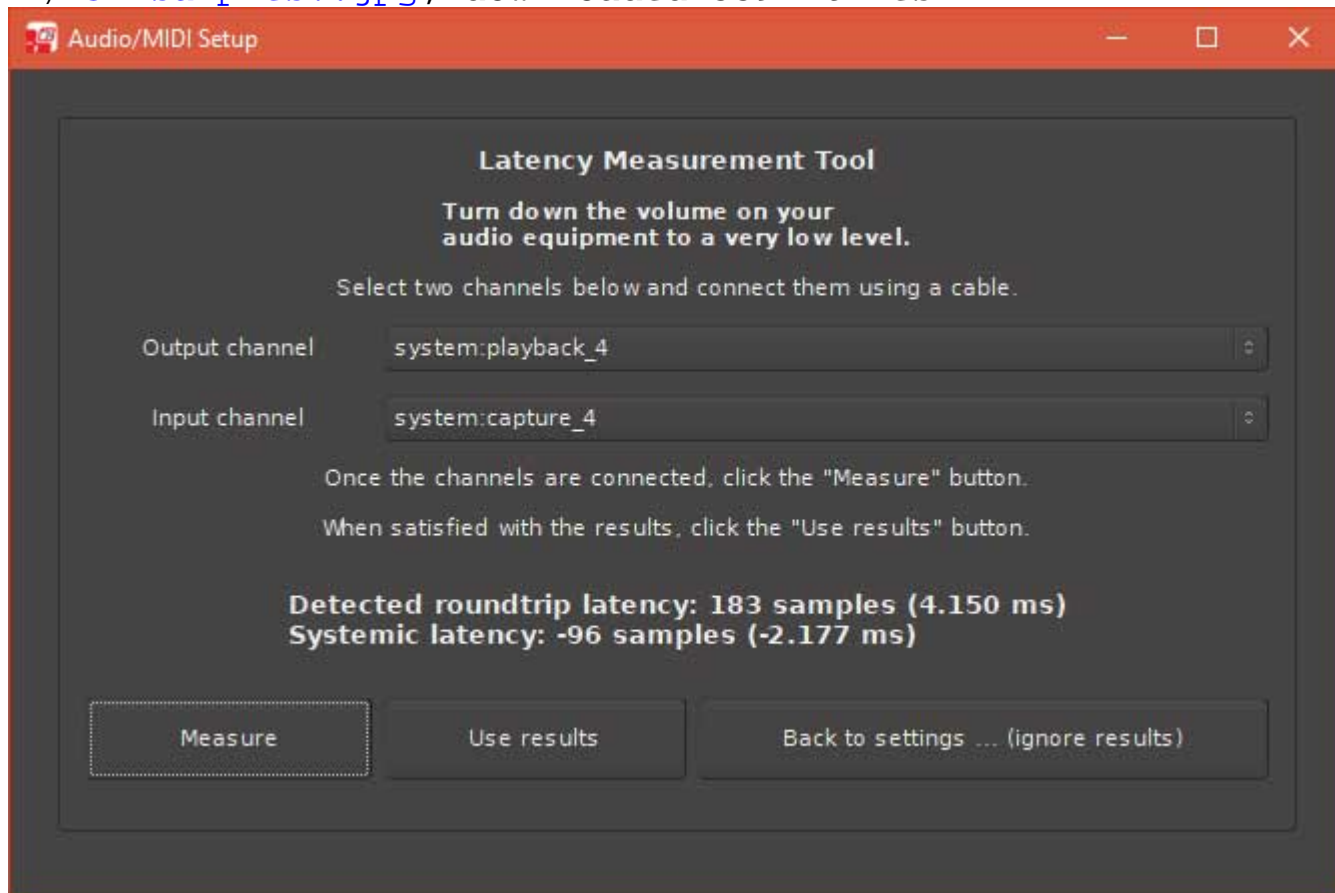 Audio/MIDI Setup
Latency Measurement Tool
Turn down the volume on your
audio equipment to a very low level.
Select two channels below and connect them using a cable.
Output channel system:playback_4
Input channel system:capture_4
Once the channels are connected, click the "Measure" button.
When satisfied with the results, click the "Use results" button.
Detected roundtrip latency: 183 samples (4.150 ms)
Systemic latency: -96 samples (-2.177 ms)
Measure Use results Back to settings ... (ignore results)